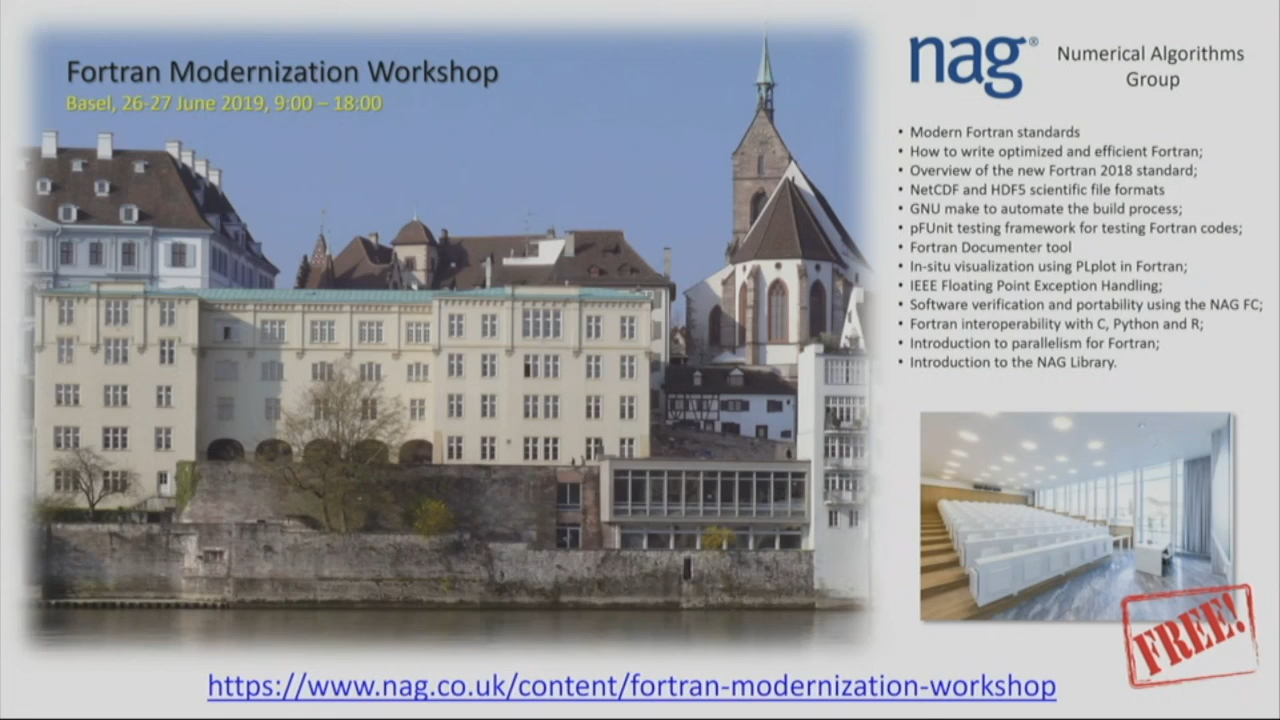 Fortran Modernization Workshop
Basel, 26-27 June 2019, 9:00 – 18:00
nag®
Numerical Algorithms
Group
• Modern Fortran standards
• How to write optimized and efficient Fortran;
• Overview of the new Fortran 2018 standard;
• NetCDF and HDF5 scientific file formats
• GNU make to automate the build process;
• pFUnit testing framework for testing Fortran codes;
• Fortran Documenter tool
• In-situ visualization using PLplot in Fortran;
• IEEE Floating Point Exception Handling;
• Software verification and portability using the NAG FC;
• Fortran interoperability with C, Python and R;
• Introduction to parallelism for Fortran;
• Introduction to the NAG Library.
FREE!
https://www.nag.co.uk/content/fortran-modernization-workshop